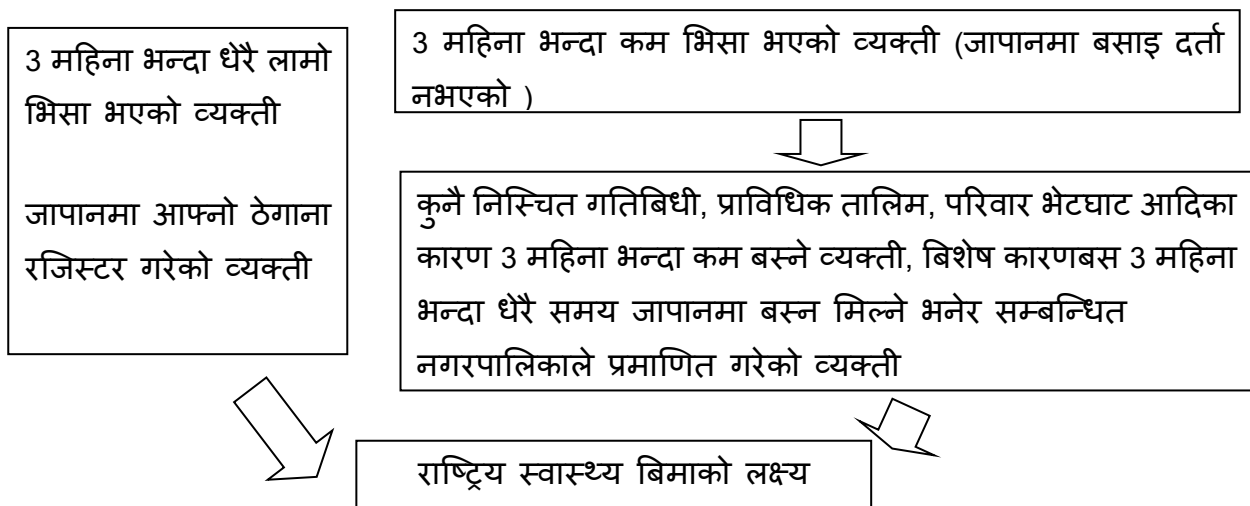 3 महिना भन्दा धेरै लामो
भिसा भएको व्यक्ती
जापानमा आफ्नो ठेगाना
रजिस्टर गरेको व्यक्ती
3 महिना भन्दा कम भिसा भएको व्यक्ती (जापानमा बसाइ दर्ता
नभएको )
कुनै निस्चित गतिबिधी, प्राविधिक तालिम, परिवार भेटघाट आदिका
कारण 3 महिना भन्दा कम बस्ने व्यक्ती, बिशेष कारणबस 3 महिना
भन्दा धेरै समय जापानमा बस्न मिल्ने भनेर सम्बन्धित
नगरपालिकाले प्रमाणित गरेको व्यक्ती
राष्ट्रिय स्वास्थ्य बिमाको लक्ष्य